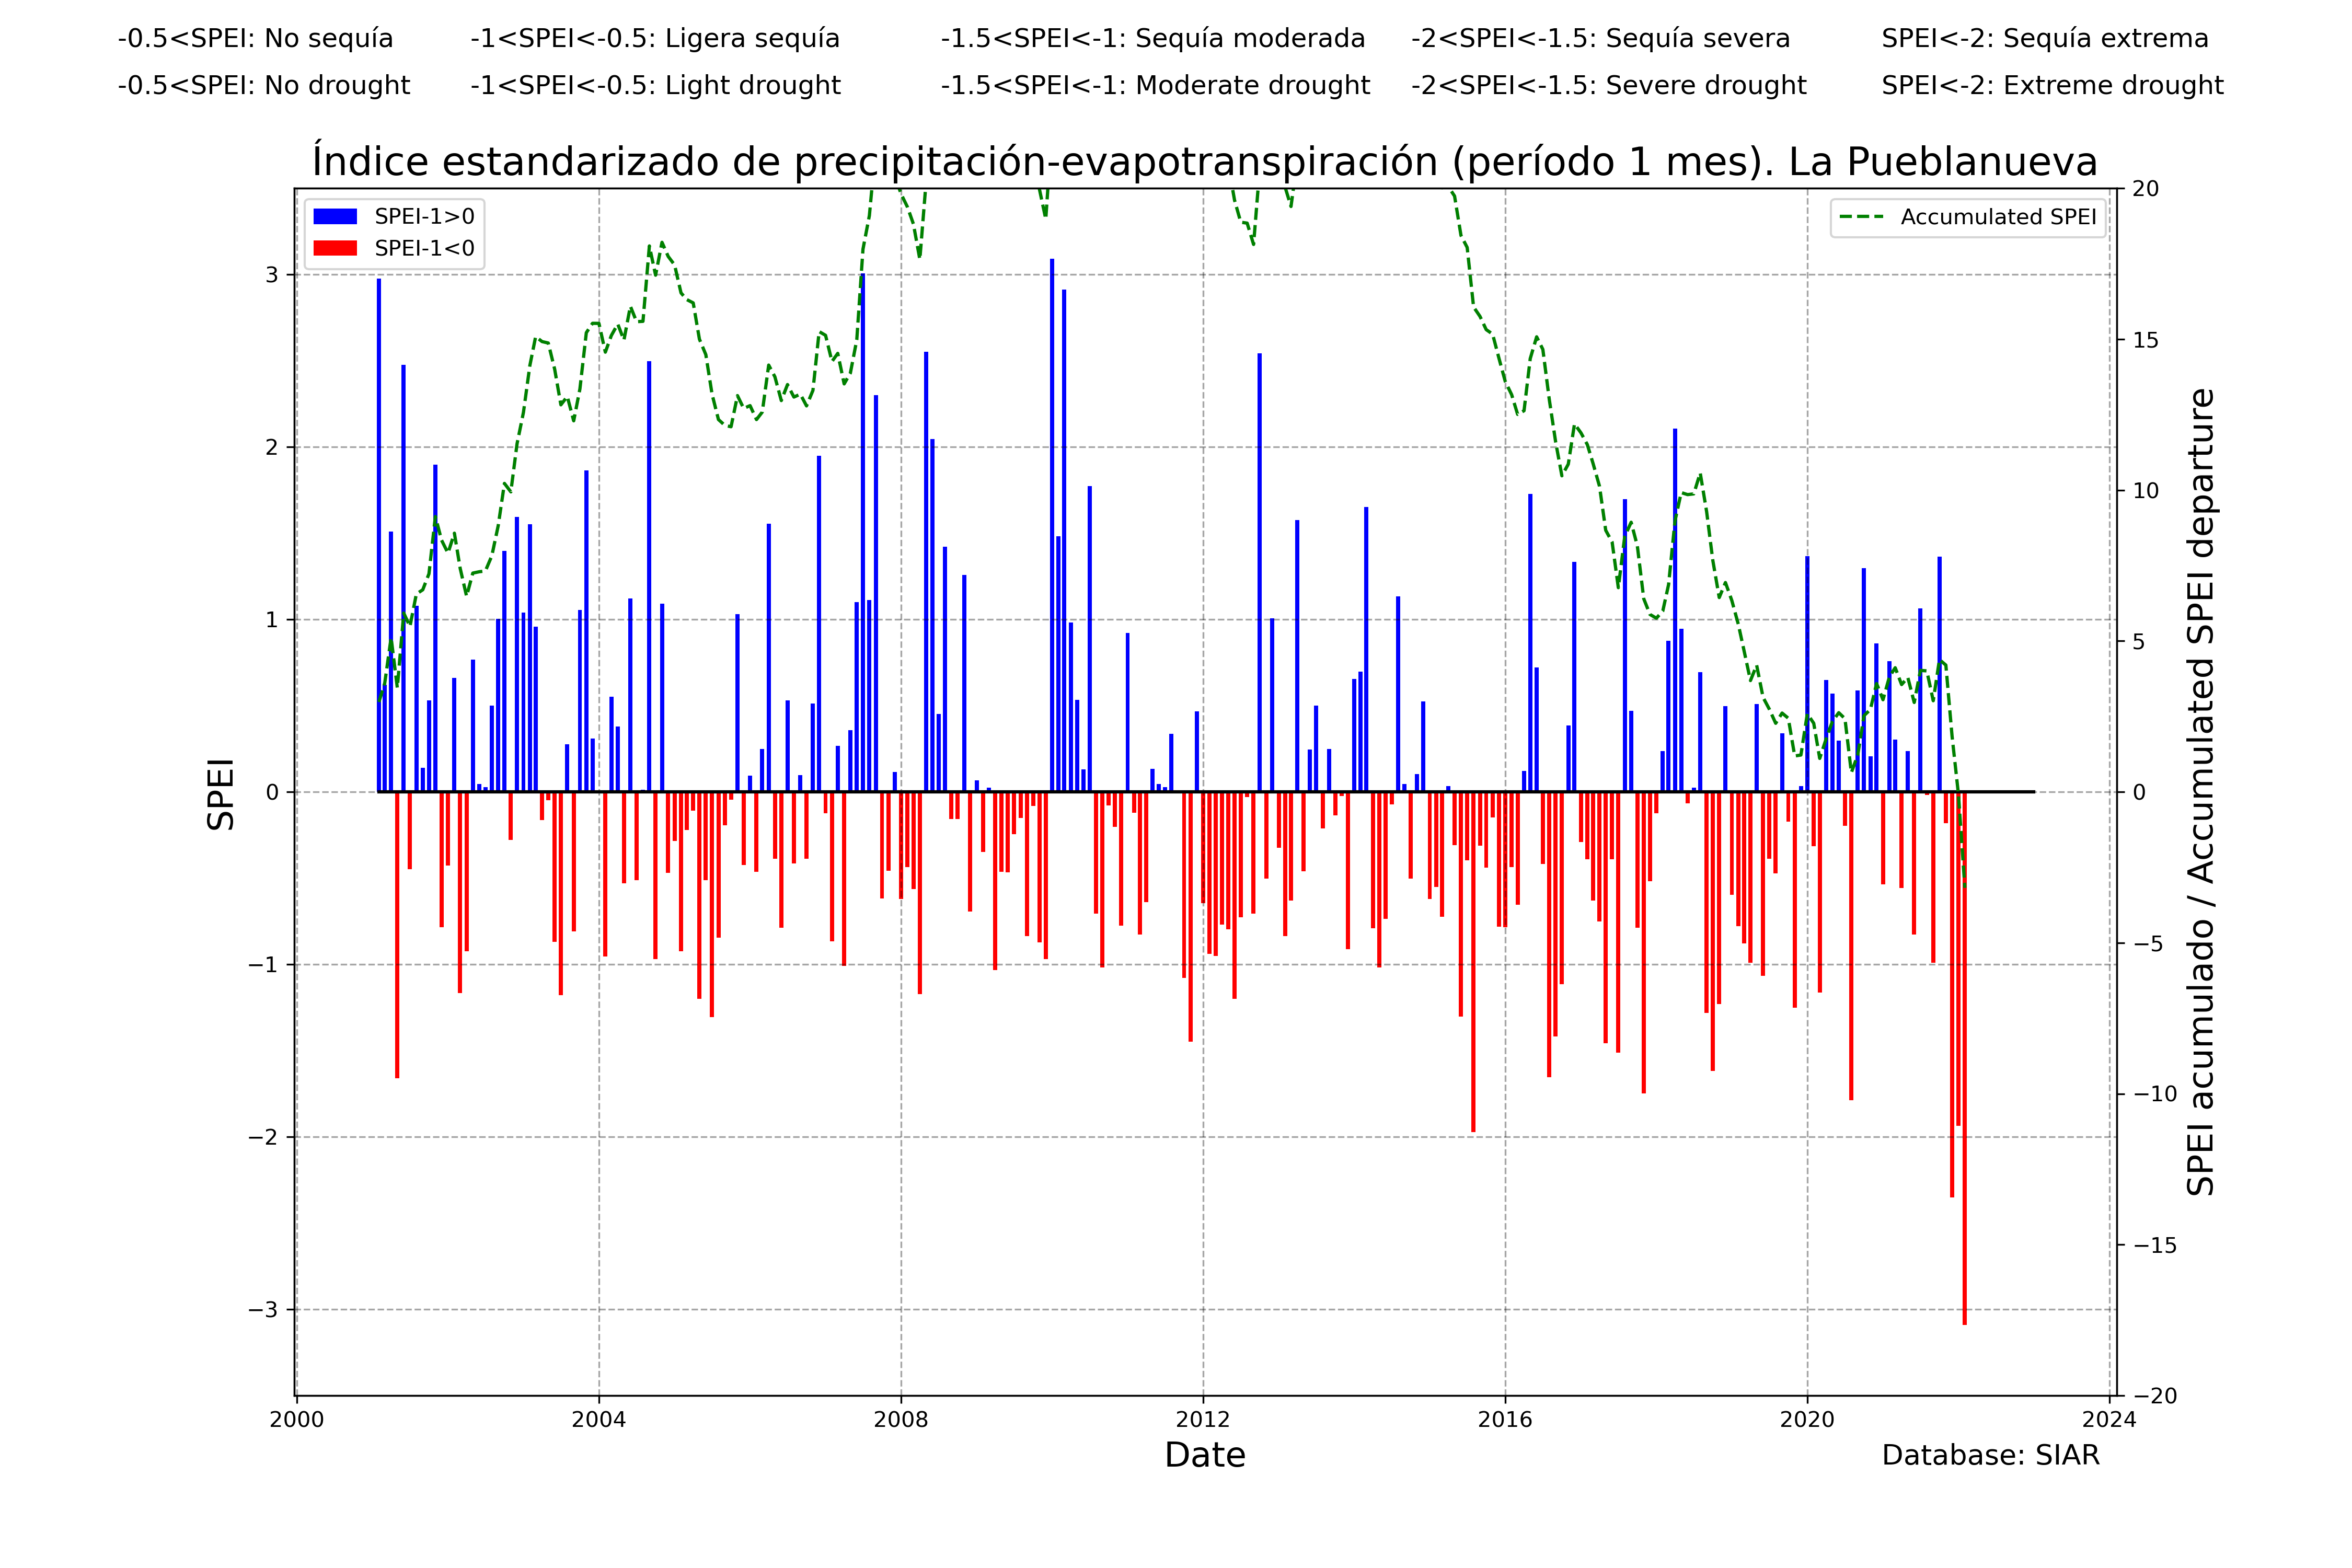 -0.5<SPEI: No sequía -1<SPEI<-0.5: Ligera sequía -1.5<SPEI<-1: Sequía moderada -2<SPEI<-1.5: Sequía severa SPEI<-2: Sequía extrema
-0.5<SPEI: No drought -1<SPEI<-0.5: Light drought -1.5<SPEI<-1: Moderate drought -2<SPEI<-1.5: Severe drought SPEI<-2: Extreme drought
Índice estandarizado de precipitación-evapotranspiración (período 1 mes). La Pueblanueva
SPEI-1>0
SPEI-1<0
Accumulated SPEI
SPEI
3
2
1
0
−1
−2
−3
20
15
10
5
0
−5
−10
−15
−20
SPEI acumulado / Accumulated SPEI departure
2000 2004 2008 2012 2016 2020 2024
Date
Database: SIAR